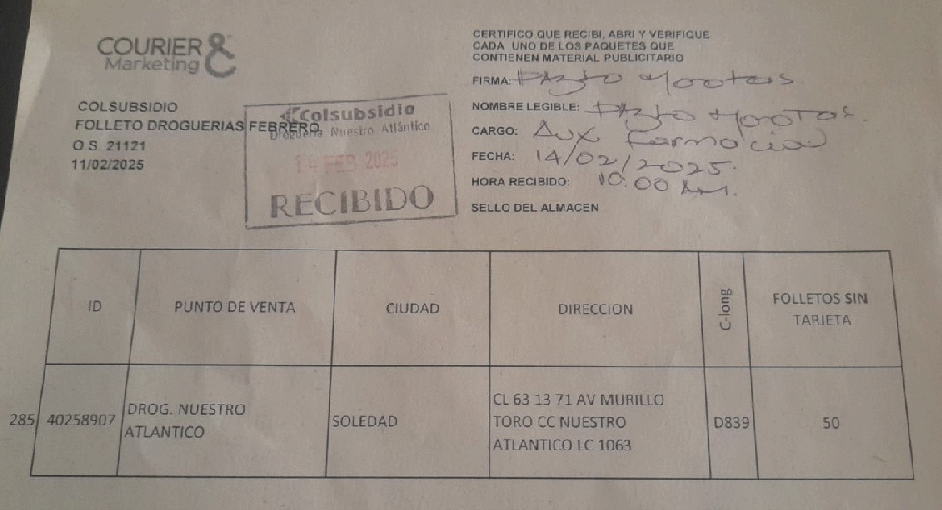 COURIER &
Marketing
COLSUBSIDIO
FOLLETO DROGUERIAS FEBRERO
O.S. 21121
11/02/2025
Colsubsidio
Droguería Nuestro Atlántico
FEB 2025
RECIBIDO
CERTIFICO QUE RECIBI, ABRI Y VERIFIQUE
CADA UNO DE LOS PAQUETES QUE
CONTIENEN MATERIAL PUBLICITARIO
FIRMA:
NOMBRE LEGIBLE:
CARGO: Aux Farmacia
FECHA: 14/02/2025.
HORA RECIBIDO: 10:00 Am.
SELLO DEL ALMACEN
ID PUNTO DE VENTA CIUDAD DIRECCION C-long FOLLETOS SIN
TARJETA
285 40258907 DROG. NUESTRO
ATLANTICO
SOLEDAD
CL 63 13 71 AV MURILLO
TORO CC NUESTRO
ATLANTICO LC 1063
D839
50